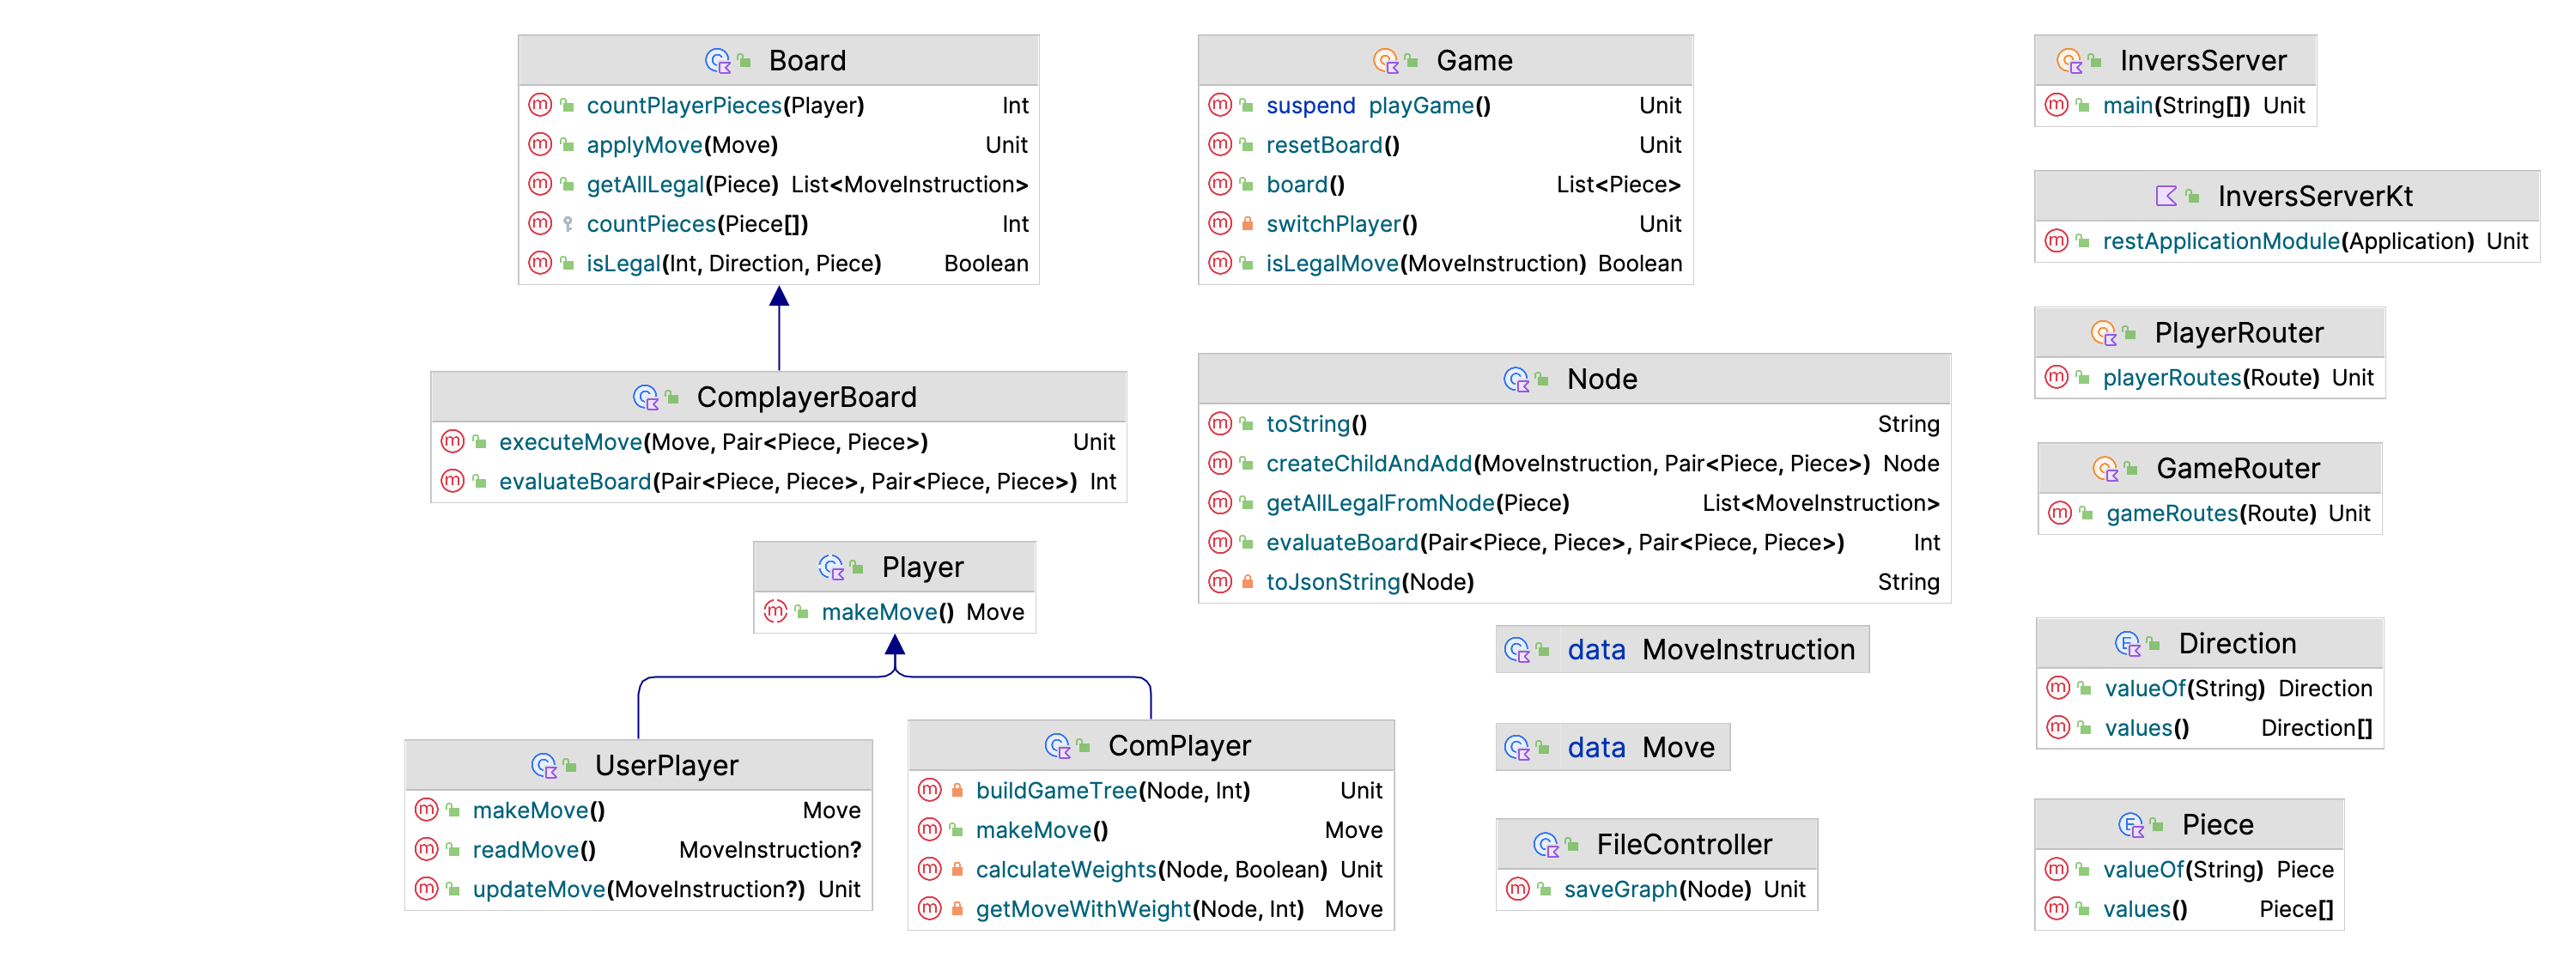 Board
countPlayerPieces(Player) Int
applyMove(Move) Unit
getAllLegal(Piece) List<MoveInstruction>
countPieces(Piece[]) Int
isLegal(Int, Direction, Piece) Boolean
ComplayerBoard
executeMove(Move, Pair<Piece, Piece>) Unit
evaluateBoard(Pair<Piece, Piece>, Pair<Piece, Piece>) Int
Player
makeMove() Move
UserPlayer
makeMove() Move
readMove() MoveInstruction?
updateMove(MoveInstruction?) Unit
ComPlayer
buildGameTree(Node, Int) Unit
makeMove() Move
calculateWeights(Node, Boolean) Unit
getMoveWithWeight(Node, Int) Move
Game
suspend playGame() Unit
resetBoard() Unit
board() List<Piece>
switchPlayer() Unit
isLegalMove(MoveInstruction) Boolean
Node
toString() String
createChildAndAdd(MoveInstruction, Pair<Piece, Piece>) Node
getAllLegalFromNode(Piece) List<MoveInstruction>
evaluateBoard(Pair<Piece, Piece>, Pair<Piece, Piece>) Int
toJsonString(Node) String
data MoveInstruction
data Move
FileController
saveGraph(Node) Unit
InversServer
main(String[]) Unit
InversServerKt
restApplicationModule(Application) Unit
PlayerRouter
playerRoutes(Route) Unit
GameRouter
gameRoutes(Route) Unit
Direction
valueOf(String) Direction
values() Direction[]
Piece
valueOf(String) Piece
values() Piece[]